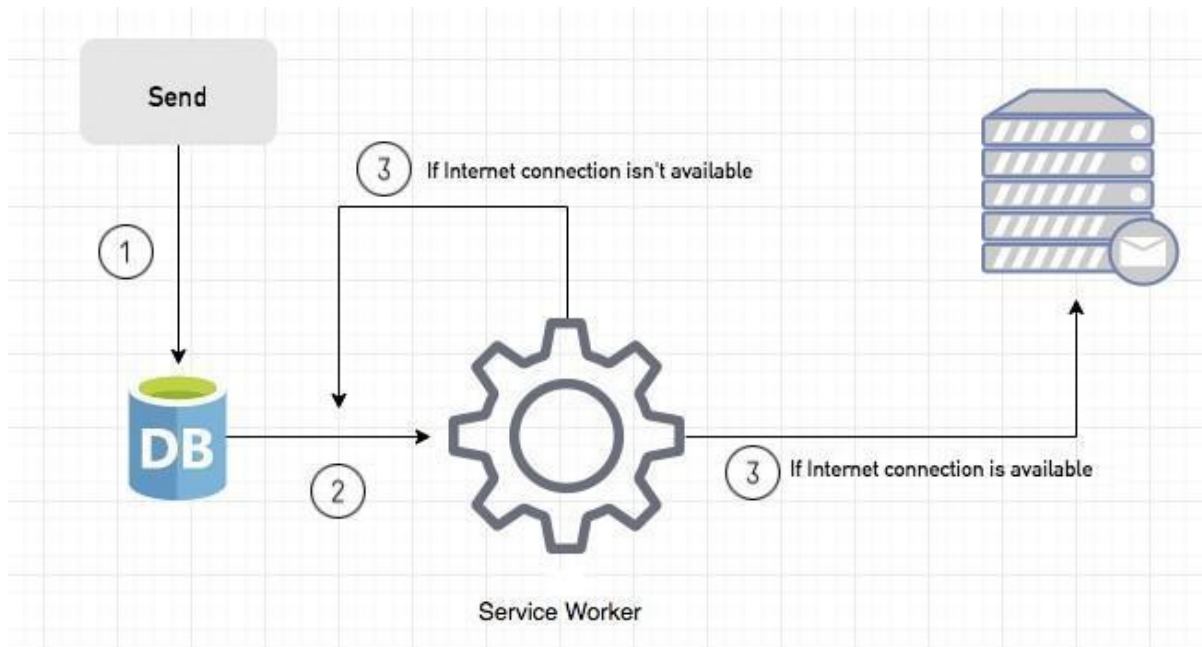 Send
3 If Internet connection isn't available
1
DB
2
3 If Internet connection is available
Service Worker